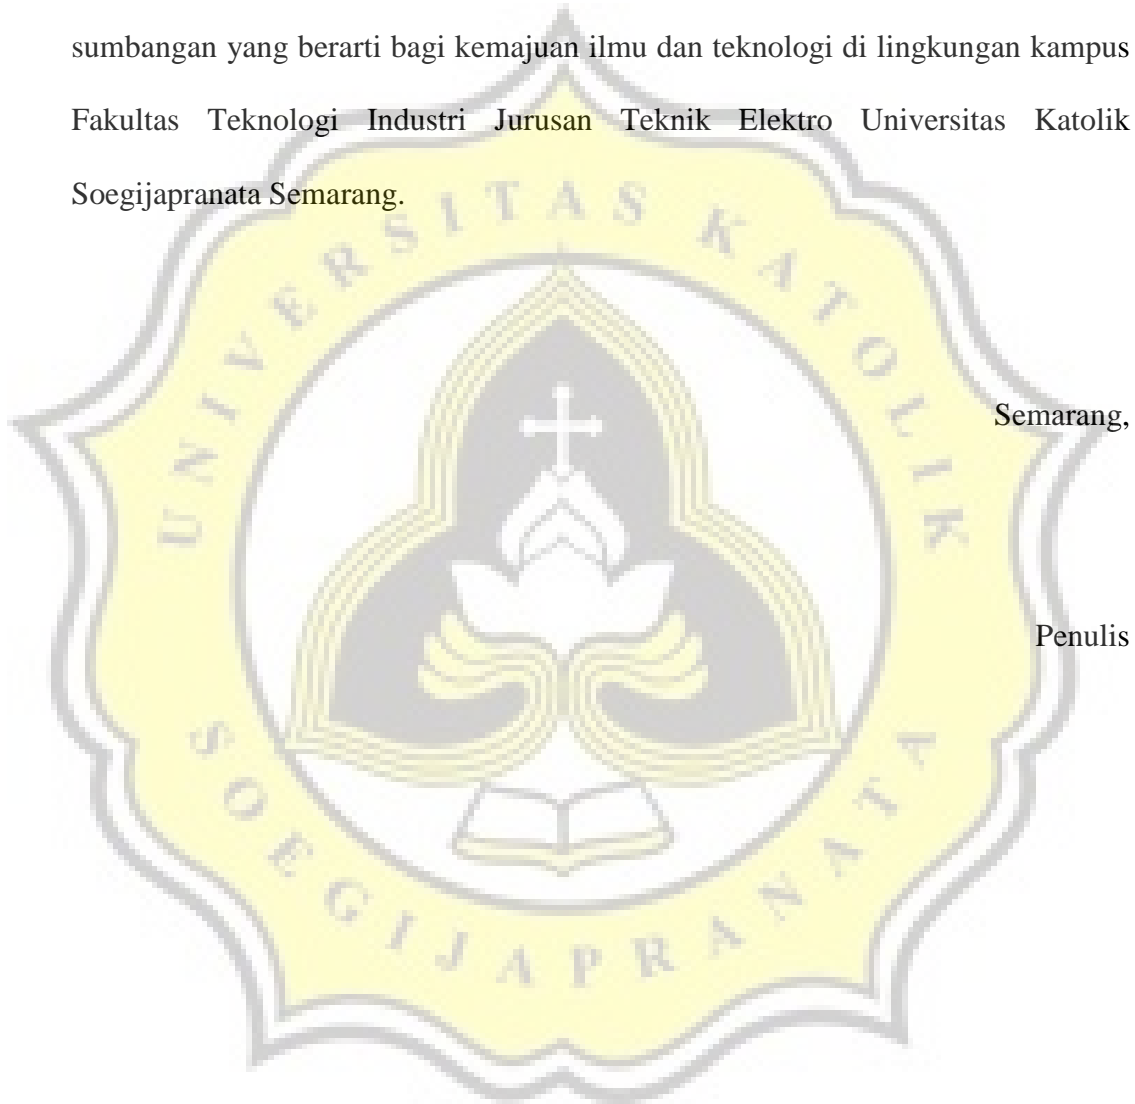 sumbangan yang berarti bagi kemajuan ilmu dan teknologi di lingkungan kampus
Fakultas Teknologi Industri Jurusan Teknik Elektro Universitas Katolik
Soegijapranata Semarang.
UNIVERSITAS KATOLIK
Semarang,
Penulis
SOEGIJAPRANATA